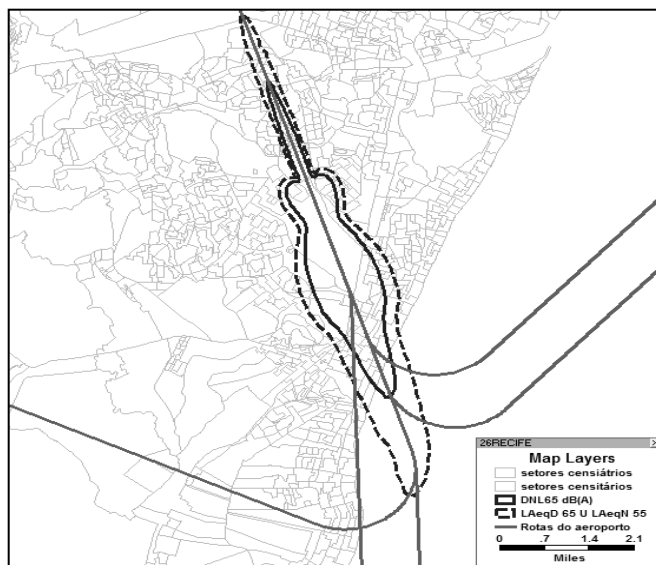 26RECIFE
Map Layers
setores censiátrios
setores censitários
DNL65 dB(A)
LAeqD 65 U LAeqN 55
Rotas do aeroporto
0 .7 1.4 2.1
Miles